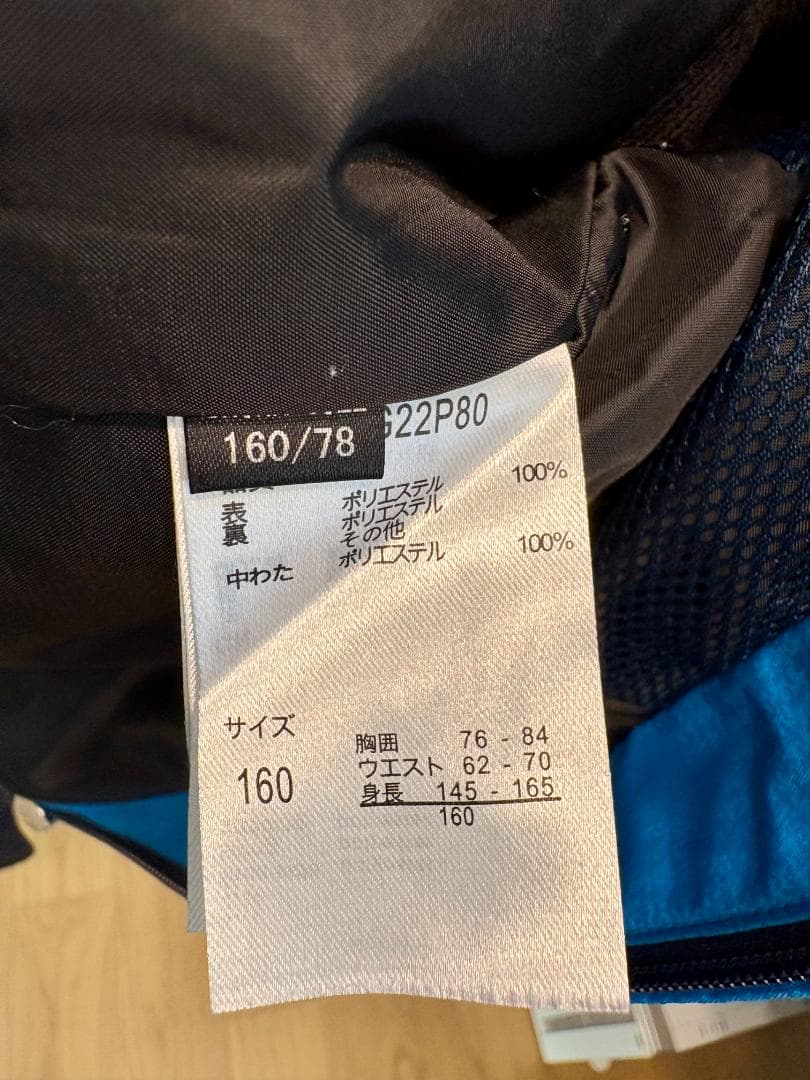 G22P80
160/78
表 ポリエステル 100%
裏 ポリエステル
その他
中わた ポリエステル 100%
サイズ
160
胸囲 76 - 84
ウエスト 62 - 70
身長 145 - 165
160